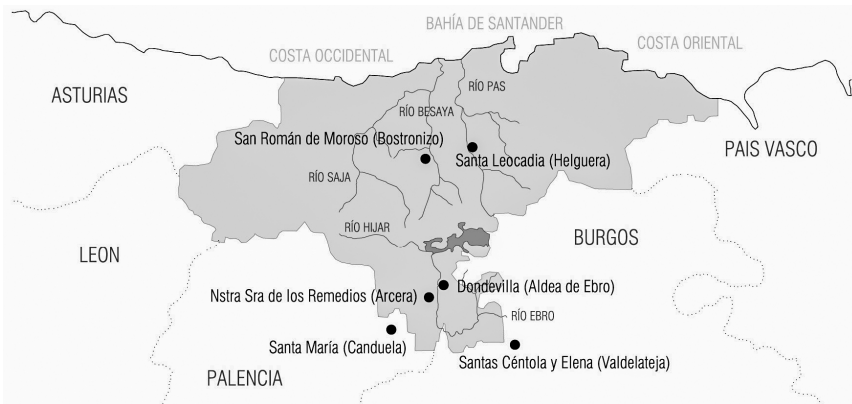 BAHÍA DE SANTANDER
COSTA OCCIDENTAL
COSTA ORIENTAL
ASTURIAS
RÍO PAS
RÍO BESAYA
San Román de Moroso (Bostronizo)
Santa Leocadia (Helguera)
PAIS VASCO
RÍO SAJA
RÍO HIJAR
LEON
BURGOS
Nstra Sra de los Remedios (Arcera)
Dondevilla (Aldea de Ebro)
RÍO EBRO
Santa María (Canduela)
Santas Céntola y Elena (Valdelateja)
PALENCIA